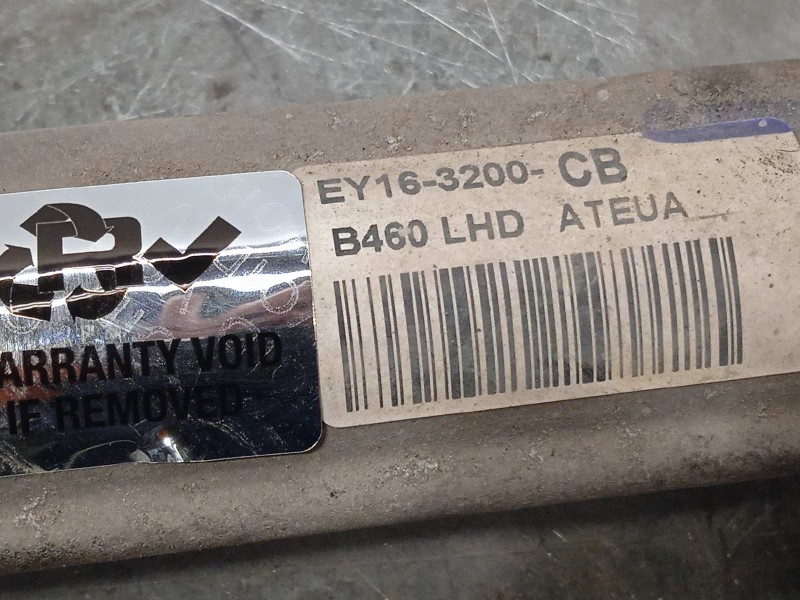 EY16-3200-CB
B460 LHD ATEUA
ARRANTY VOID
IF REMOVED